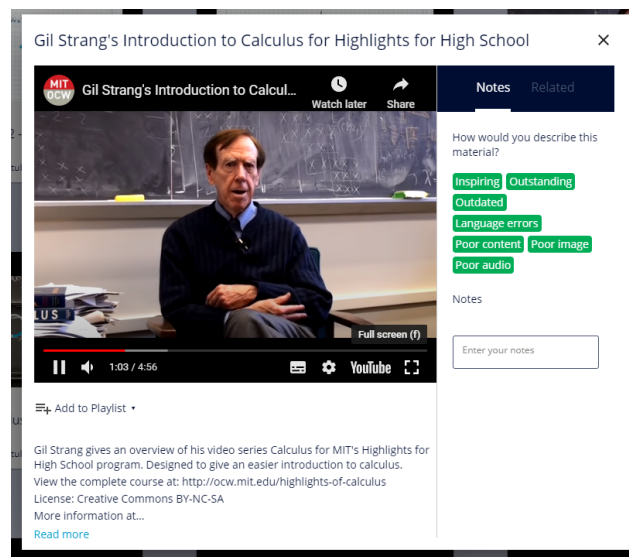 Gil Strang's Introduction to Calculus for Highlights for High School
MIT
OCW
Gil Strang's Introduction to Calcul...
Watch later
Share
LUS
Full screen (f)
1:03 / 4:56
YouTube
Notes
Related
How would you describe this
material?
Inspiring
Outstanding
Outdated
Language errors
Poor content
Poor image
Poor audio
Notes
Enter your notes
Add to Playlist
Gil Strang gives an overview of his video series Calculus for MIT's Highlights for
High School program. Designed to give an easier introduction to calculus.
View the complete course at: http://ocw.mit.edu/highlights-of-calculus
License: Creative Commons BY-NC-SA
More information at...
Read more